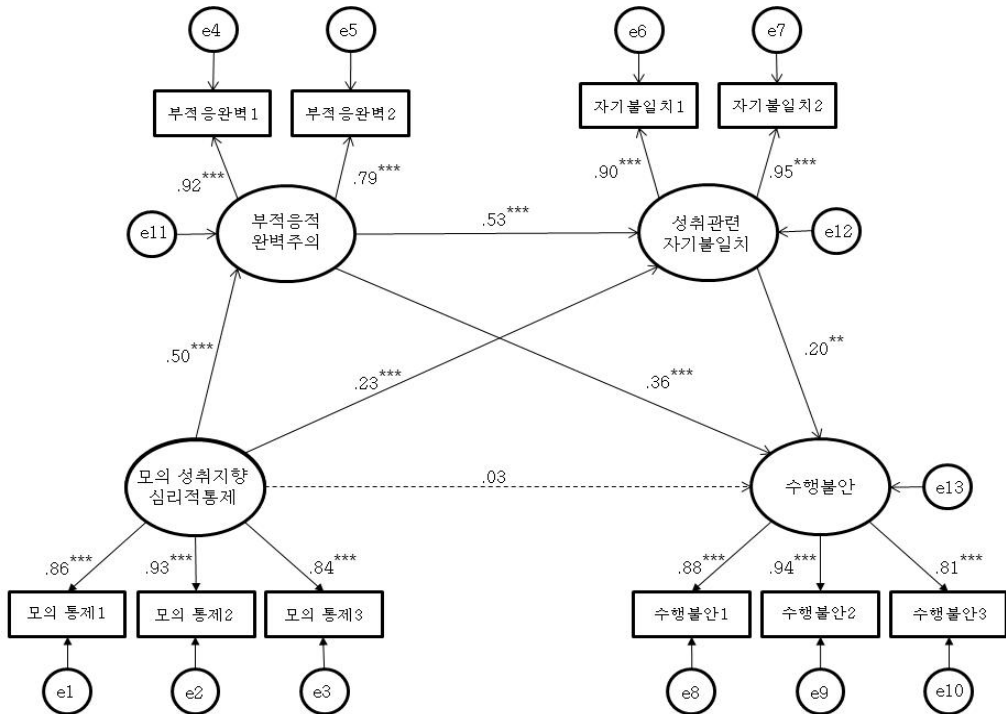 e4
e5
e6
e7
부적응완벽1
부적응완벽2
자기불일치1
자기불일치2
.92***
.79***
.90***
.95***
e11
부적응적
완벽주의
.53***
성취관련
자기불일치
e12
.50***
.23***
.36***
.20**
모의 성취지향
심리적통제
.03
수행불안
e13
.86***
.93***
.84***
.88***
.94***
.81***
모의 통제1
모의 통제2
모의 통제3
수행불안1
수행불안2
수행불안3
e1
e2
e3
e8
e9
e10